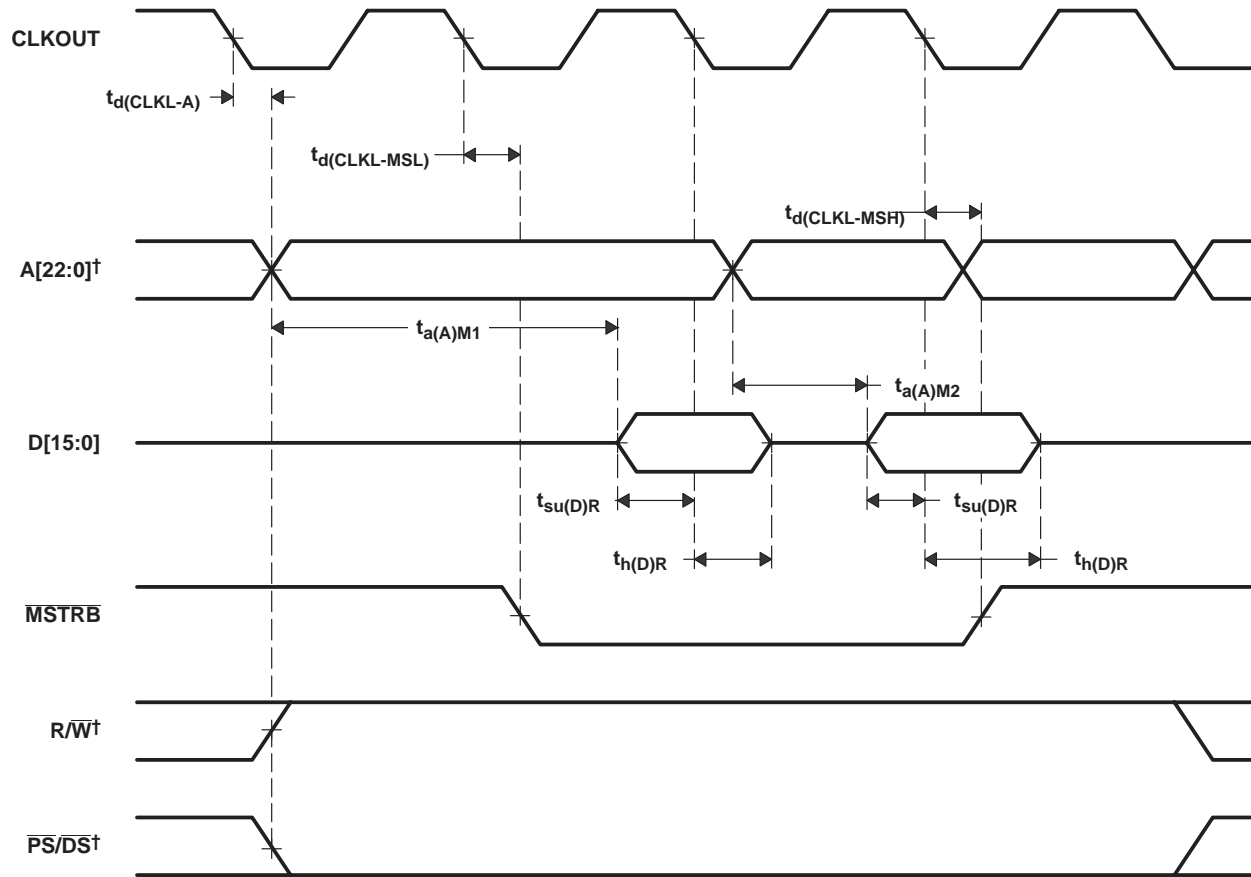 CLKOUT
td(CLKL-A)
td(CLKL-MSL)
td(CLKL-MSH)
A[22:0]†
ta(A)M1
ta(A)M2
D[15:0]
tsu(D)R
tsu(D)R
th(D)R
th(D)R
MSTRB
R/W†
PS/DS†